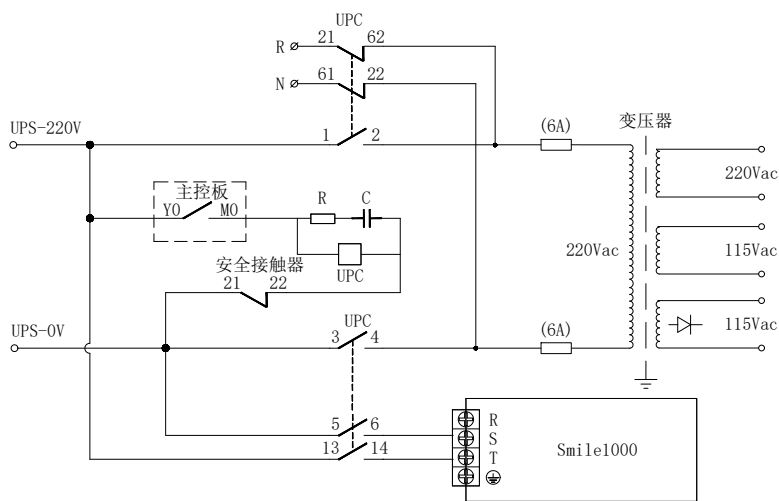 UPC
R 21 62
N 61 22
UPS-220V
1 2
(6A)
变压器
220Vac
主控板
Y0 M0
R C
UPC
220Vac
115Vac
安全接触器
21 22
UPS-0V
UPC
3 4
(6A)
115Vac
5 6
13 14
R
S
T
Smile1000